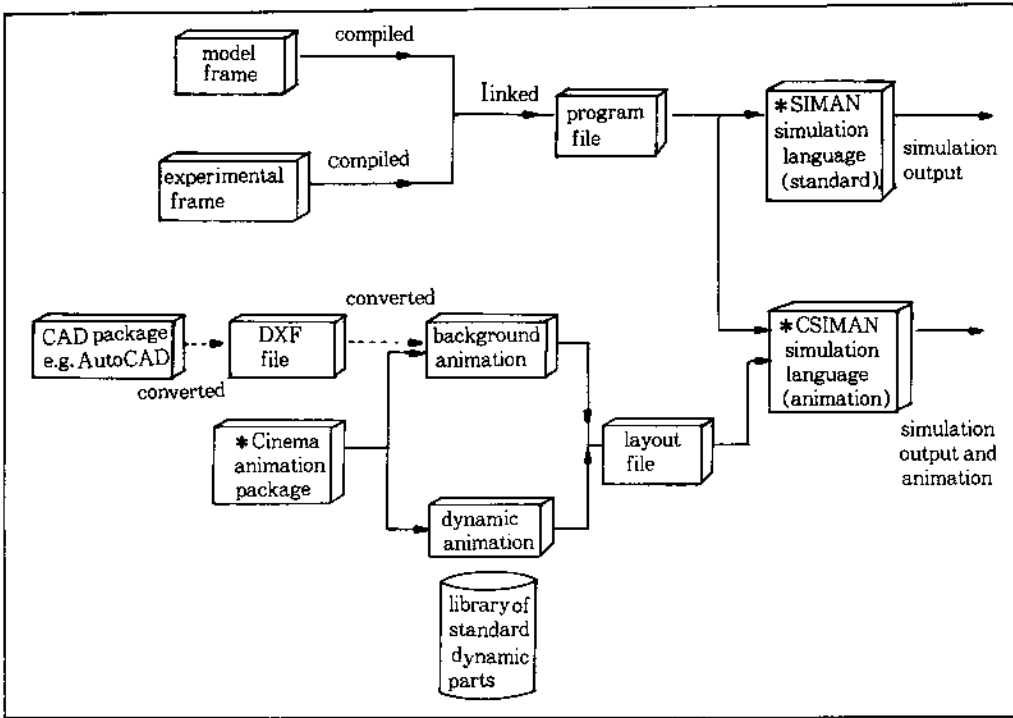 model
frame
compiled
experimental
frame
compiled
linked
program
file
*SIMAN
simulation
language
(standard)
simulation
output
CAD package
e.g. AutoCAD
converted
DXF
file
converted
background
animation
*Cinema
animation
package
dynamic
animation
library of
standard
dynamic
parts
layout
file
*CSIMAN
simulation
language
(animation)
simulation
output and
animation